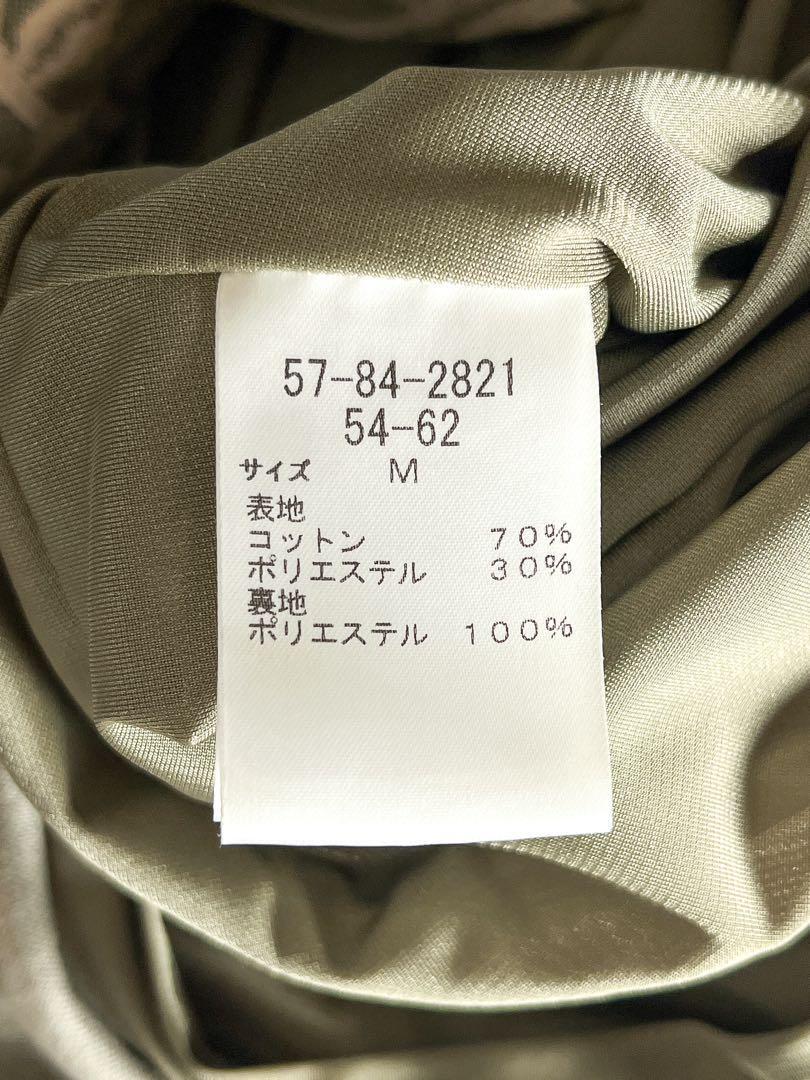 57-84-2821
54-62
サイズ M
表地
コットン 70%
ポリエステル 30%
裏地
ポリエステル 100%